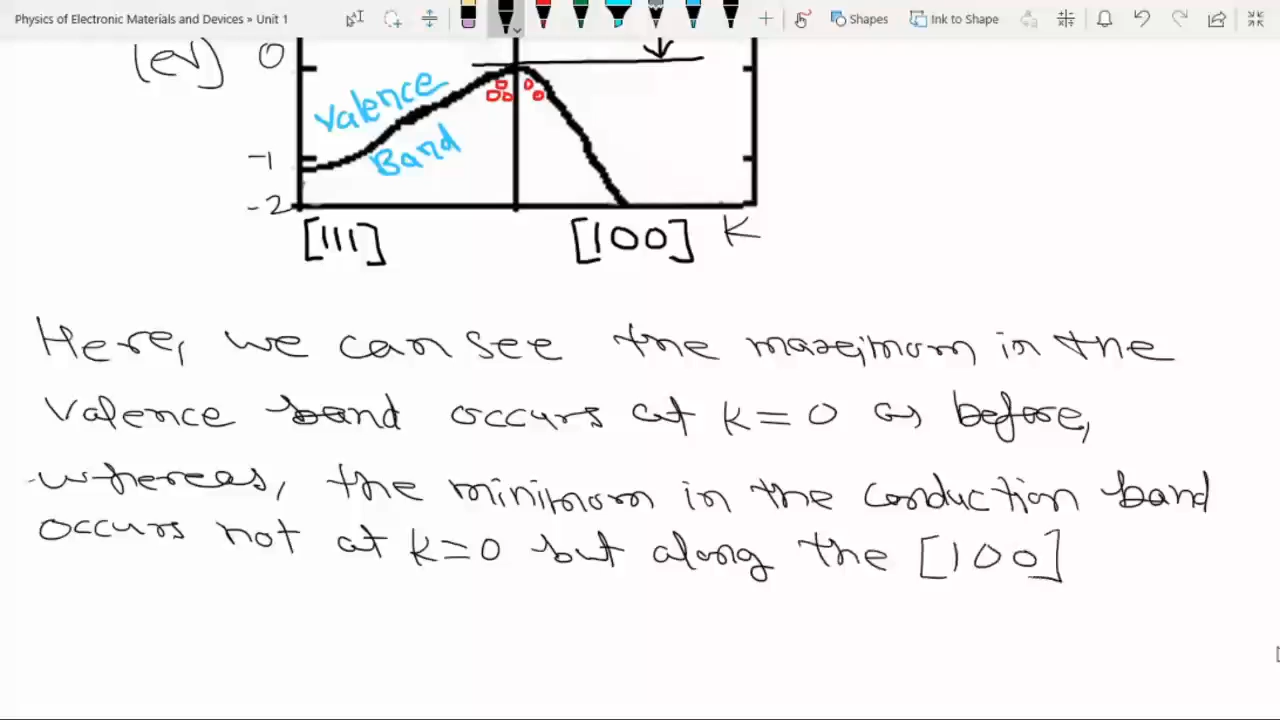 Physics of Electronic Materials and Devices » Unit 1
Shapes
Ink to Shape
(eV) 0
Valence
Band
-1
-2
[111] [100] K
Here, we can see the maximum in the
valence band occurs at k=0 as before,
whereas, the minimum in the conduction band
occurs not at k=0 but along the [100]